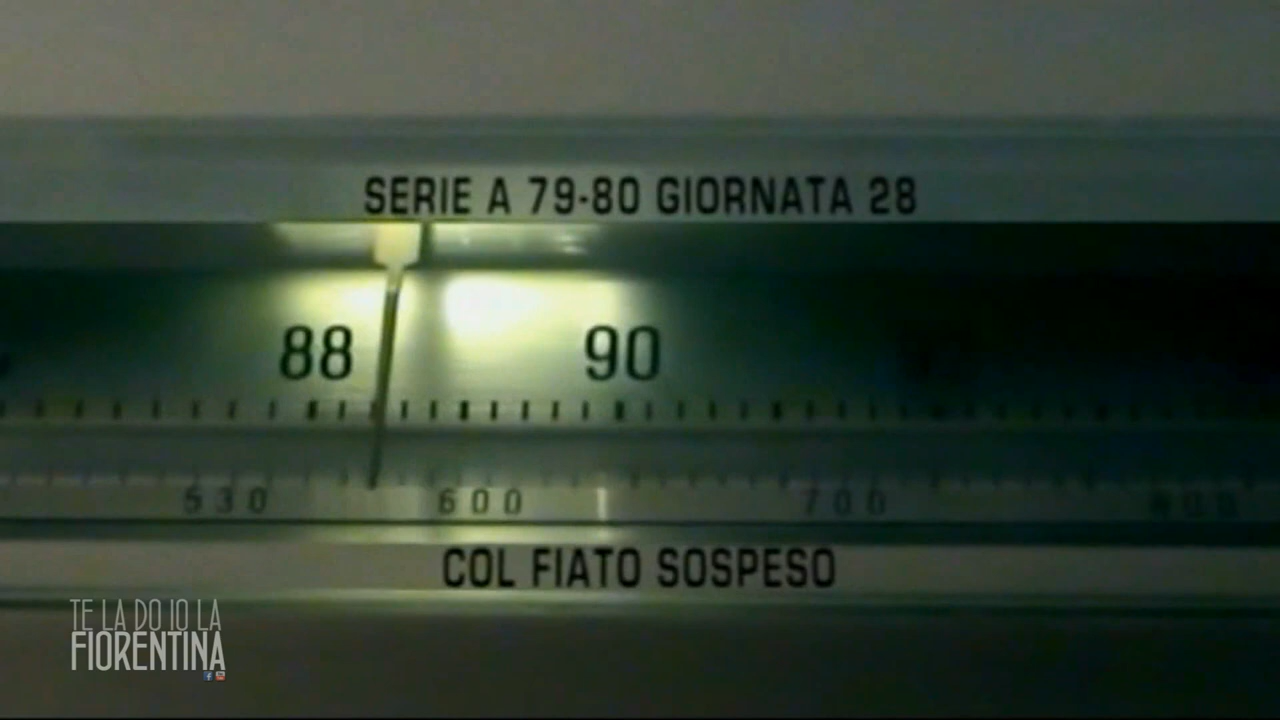 SERIE A 79-80 GIORNATA 28
88 90
530 600 700
COL FIATO SOSPESO
TE LA DO IO LA
FIORENTINA